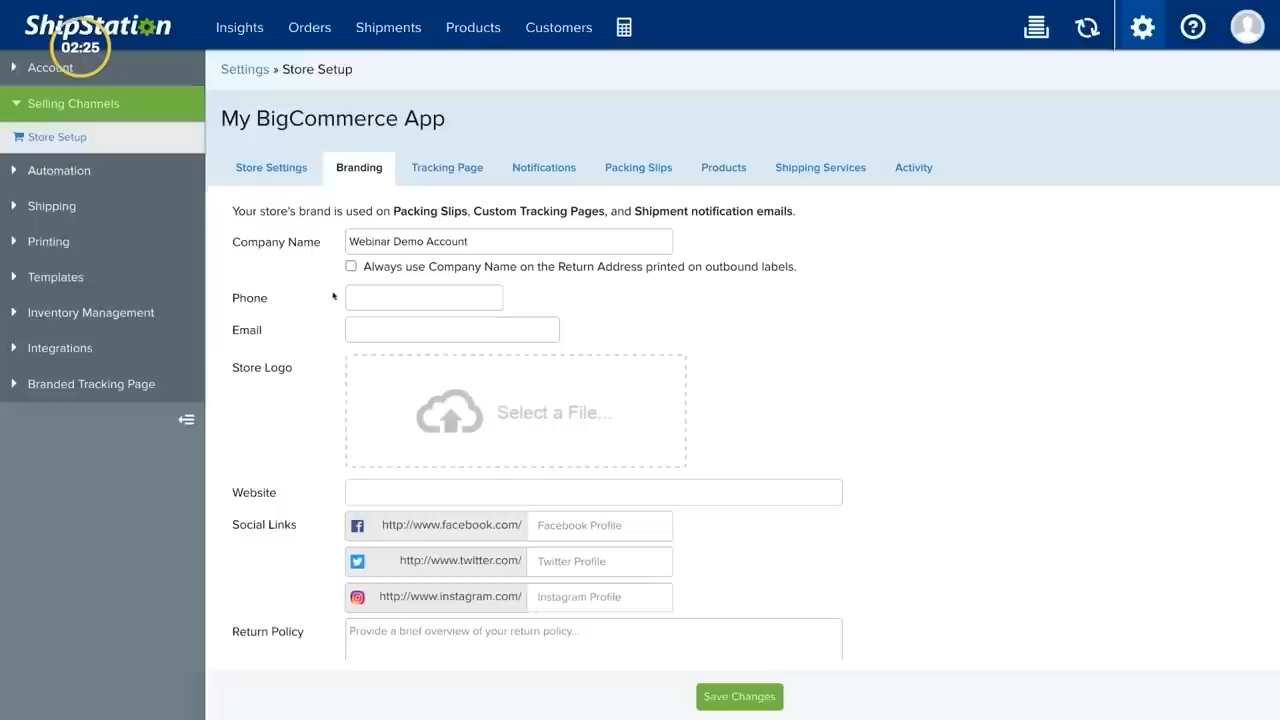 ShipStation
02:25
Insights
Orders
Shipments
Products
Customers
Account
Selling Channels
Store Setup
Automation
Shipping
Printing
Templates
Inventory Management
Integrations
Branded Tracking Page
Settings » Store Setup
My BigCommerce App
Store Settings
Branding
Tracking Page
Notifications
Packing Slips
Products
Shipping Services
Activity
Your store's brand is used on Packing Slips, Custom Tracking Pages, and Shipment notification emails.
Company Name
Webinar Demo Account
Always use Company Name on the Return Address printed on outbound labels.
Phone
Email
Store Logo
Select a File...
Website
Social Links
http://www.facebook.com/
Facebook Profile
http://www.twitter.com/
Twitter Profile
http://www.instagram.com/
Instagram Profile
Return Policy
Provide a brief overview of your return policy...
Save Changes